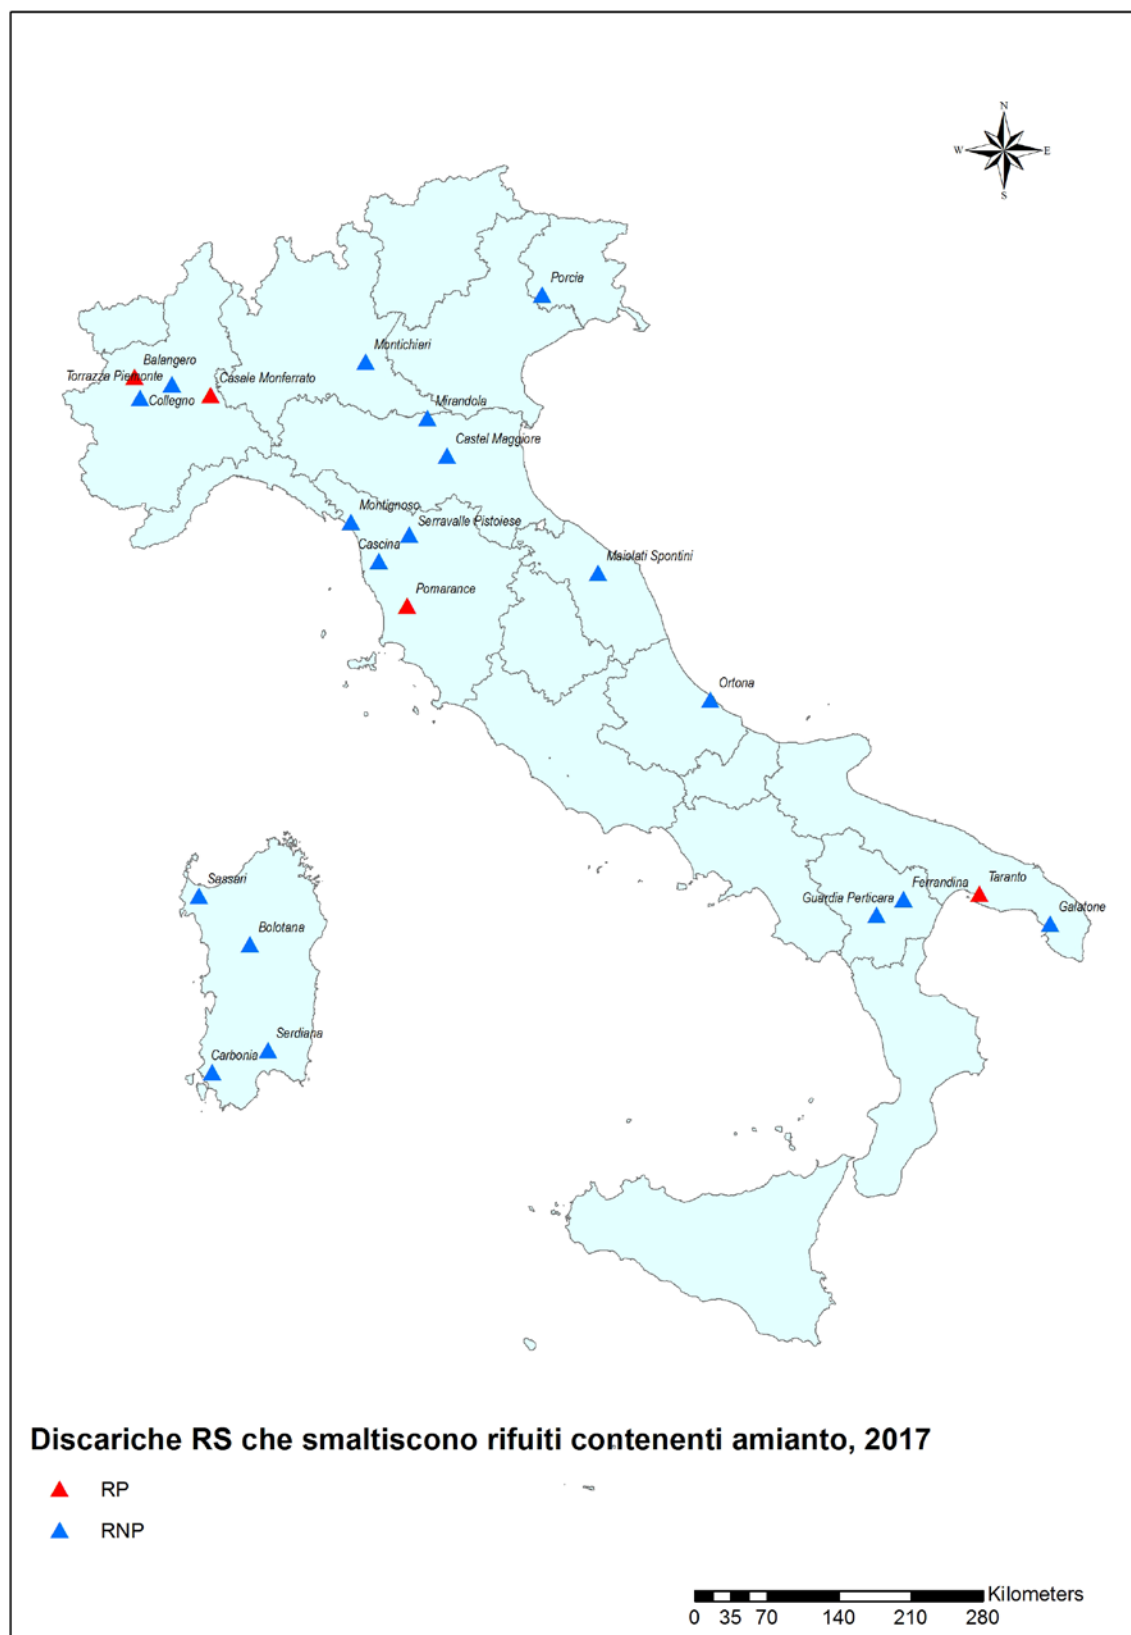 N
W E
S
Porcia
Montichiari
Balangero
Torrazza Piemonte
Casale Monferrato
Collegno
Mirandola
Castel Maggiore
Montignoso
Serravalle Pistoiese
Cascina
Maiolati Spontini
Pomarance
Ortona
Sassari
Ferrandina
Taranto
Guardia Perticara
Galatone
Bolotana
Serdiana
Carbonia
Discariche RS che smaltiscono rifiuti contenenti amianto, 2017
RP
RNP
Kilometers
0 35 70 140 210 280